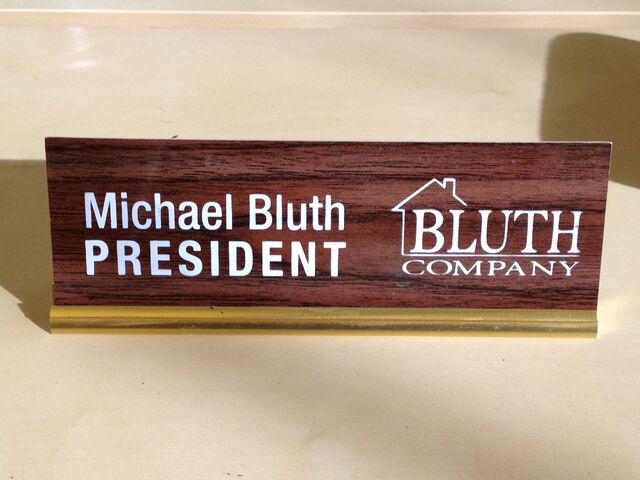 Michael Bluth
PRESIDENT
BLUTH
COMPANY